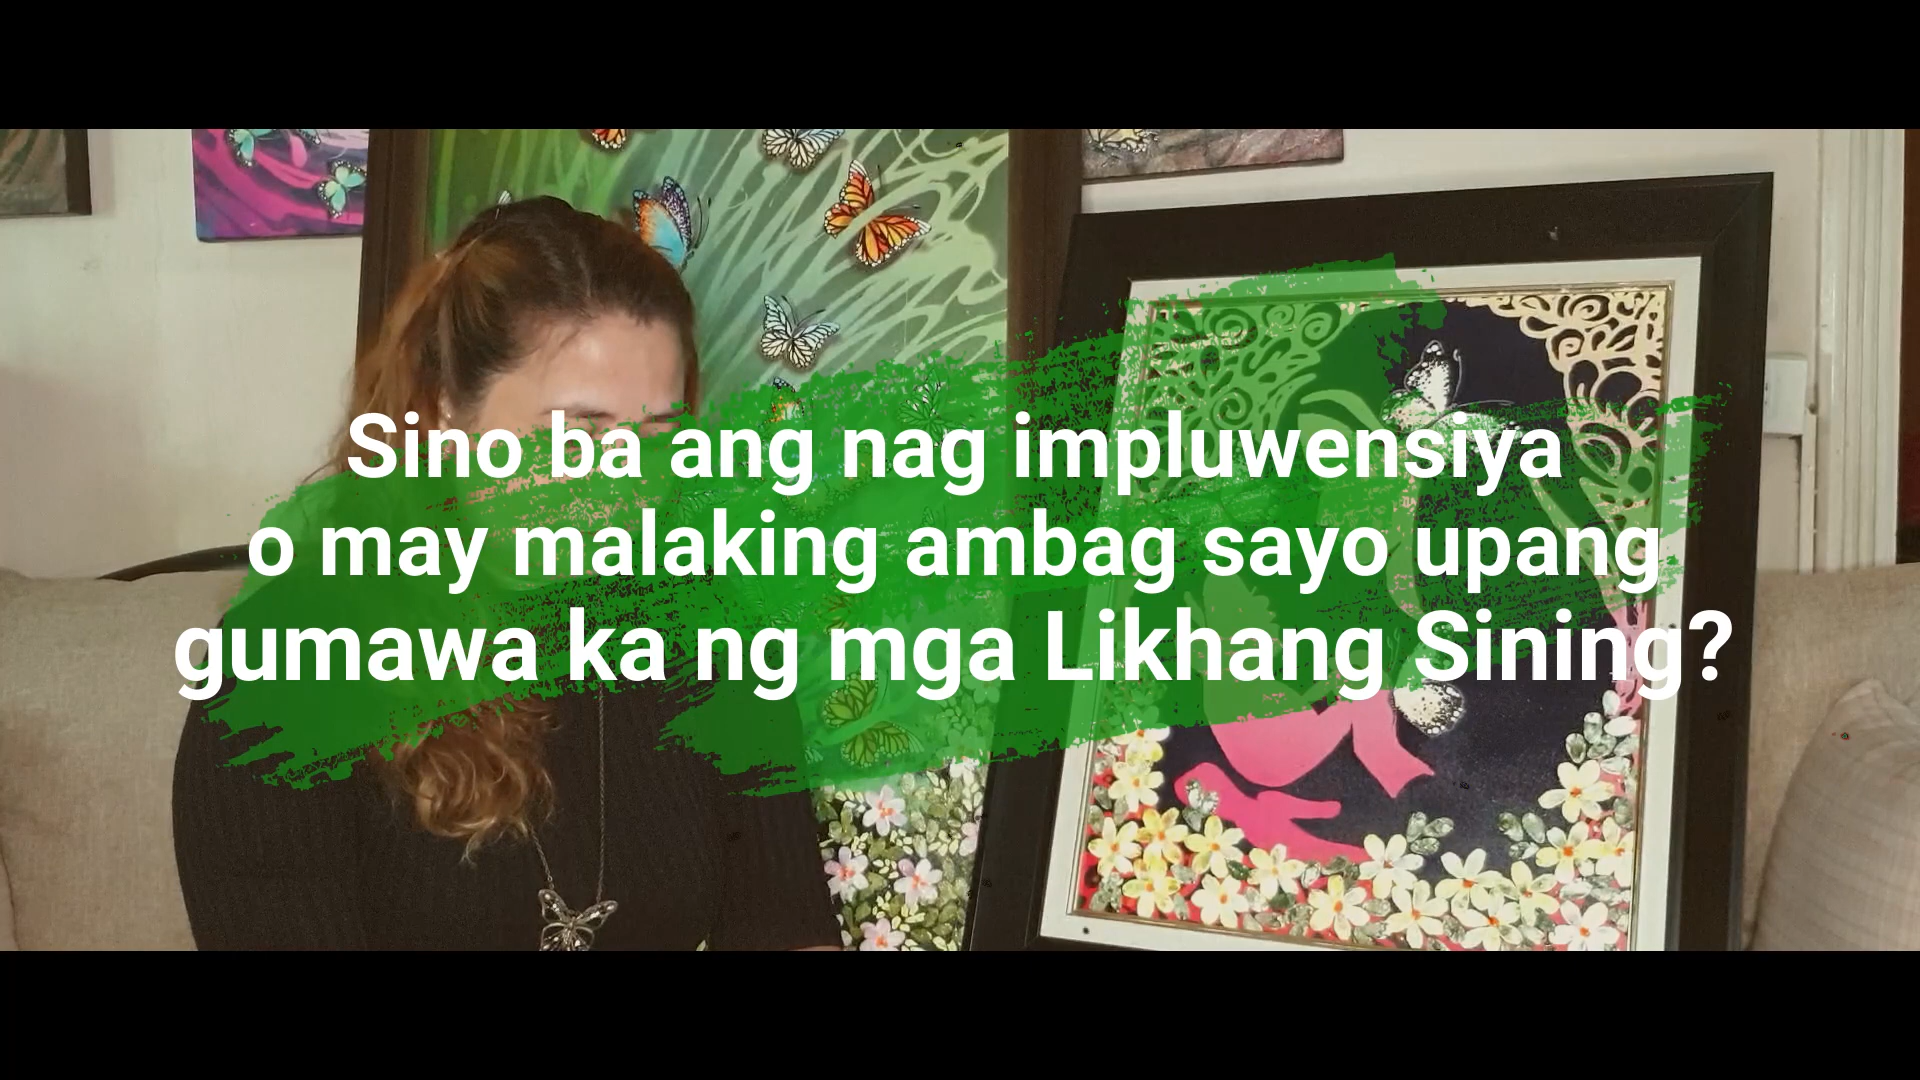 Sino ba ang nag impluwensiya
o may malaking ambag sayo upang
gumawa ka ng mga Likhang Sining?